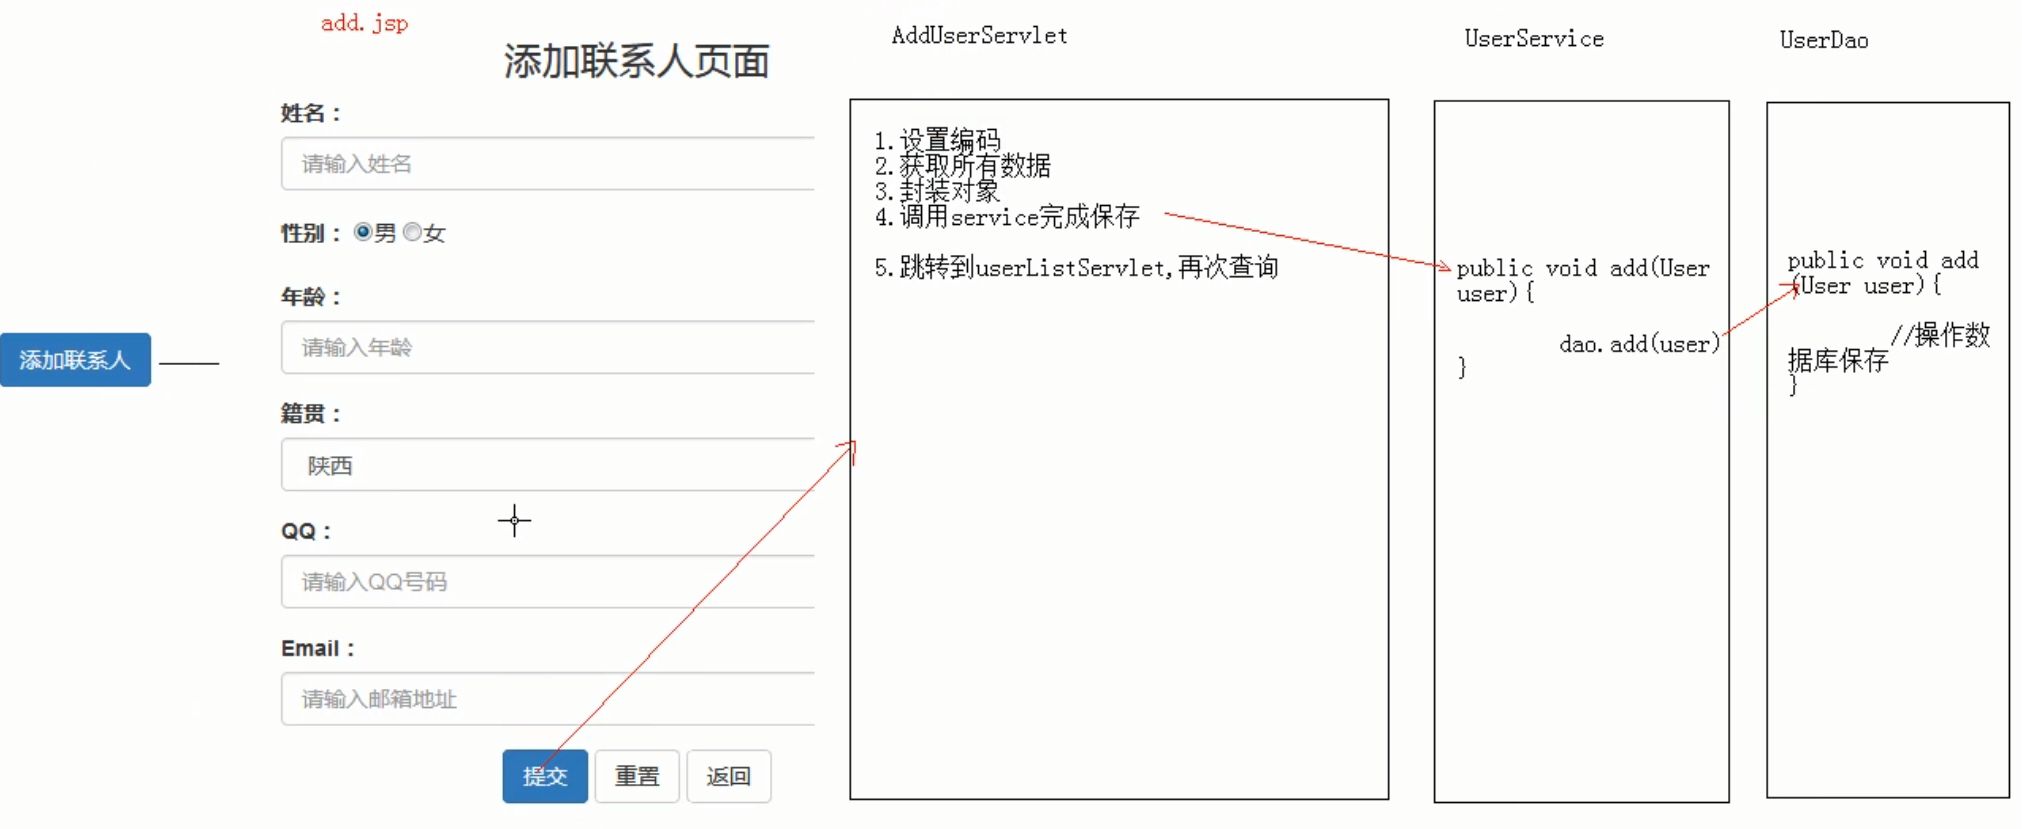 add.jsp
添加联系人页面
姓名：
请输入姓名
性别： 男 女
年龄：
请输入年龄
添加联系人
籍贯：
陕西
QQ：
请输入QQ号码
Email：
请输入邮箱地址
提交 重置 返回
AddUserServlet
1.设置编码
2.获取所有数据
3.封装对象
4.调用service完成保存
5.跳转到userListServlet,再次查询
UserService
public void add(User
user){
dao.add(user)
}
UserDao
public void add
(User user){
//操作数
据库保存
}